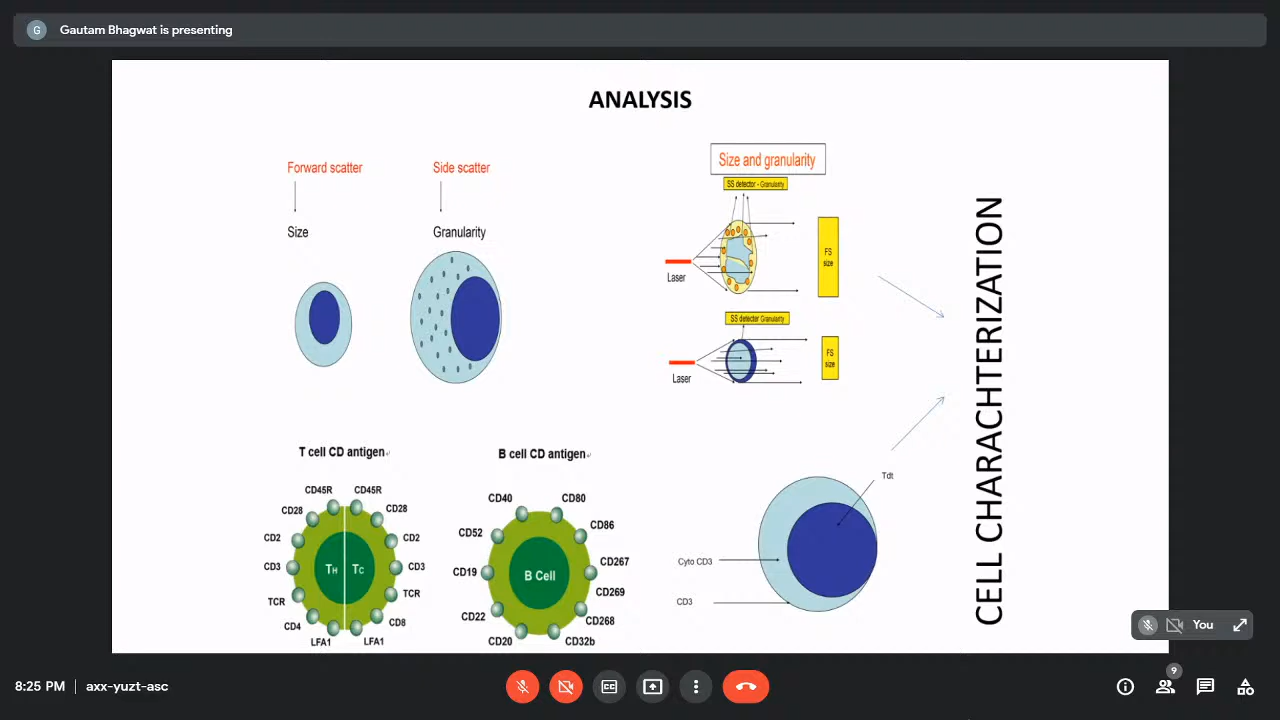 G
Gautam Bhagwat is presenting
ANALYSIS
Forward scatter
Size
Side scatter
Granularity
Size and granularity
SS detector - Granularity
Laser
FS
size
SS detector Granularity
Laser
FS
size
CELL CHARACHTERIZATION
T cell CD antigen
CD45R CD45R
CD28 CD28
CD2 CD2
CD3 CD3
TH TC
TCR TCR
CD4 CD8
LFA1 LFA1
B cell CD antigen
CD40 CD80
CD52 CD86
CD19 CD267
B Cell
CD269
CD22 CD268
CD20 CD32b
Tdt
Cyto CD3
CD3
You
8:25 PM | axx-yuzt-asc
CC
9